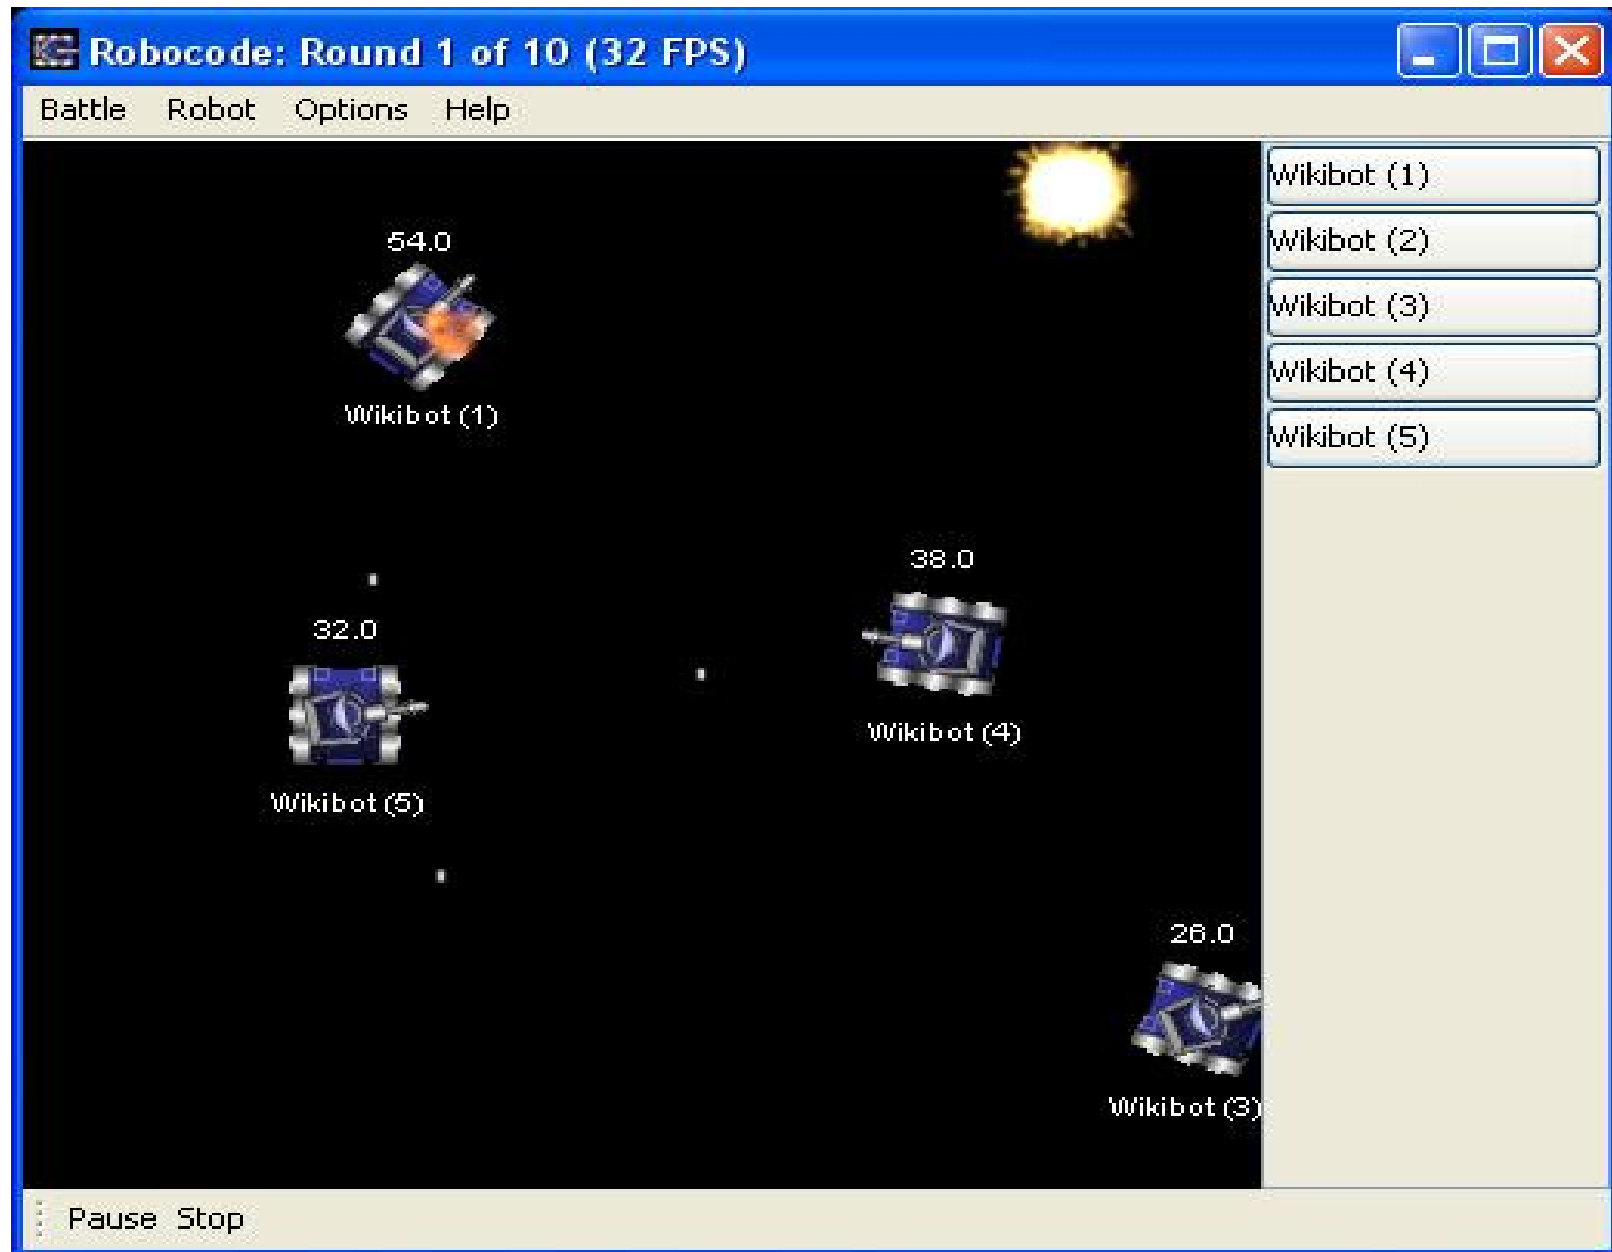 Robocode: Round 1 of 10 (32 FPS)
Battle Robot Options Help
Wikibot (1)
Wikibot (2)
Wikibot (3)
Wikibot (4)
Wikibot (5)
54.0
Wikibot (1)
38.0
Wikibot (4)
32.0
Wikibot (5)
26.0
Wikibot (3)
Pause Stop